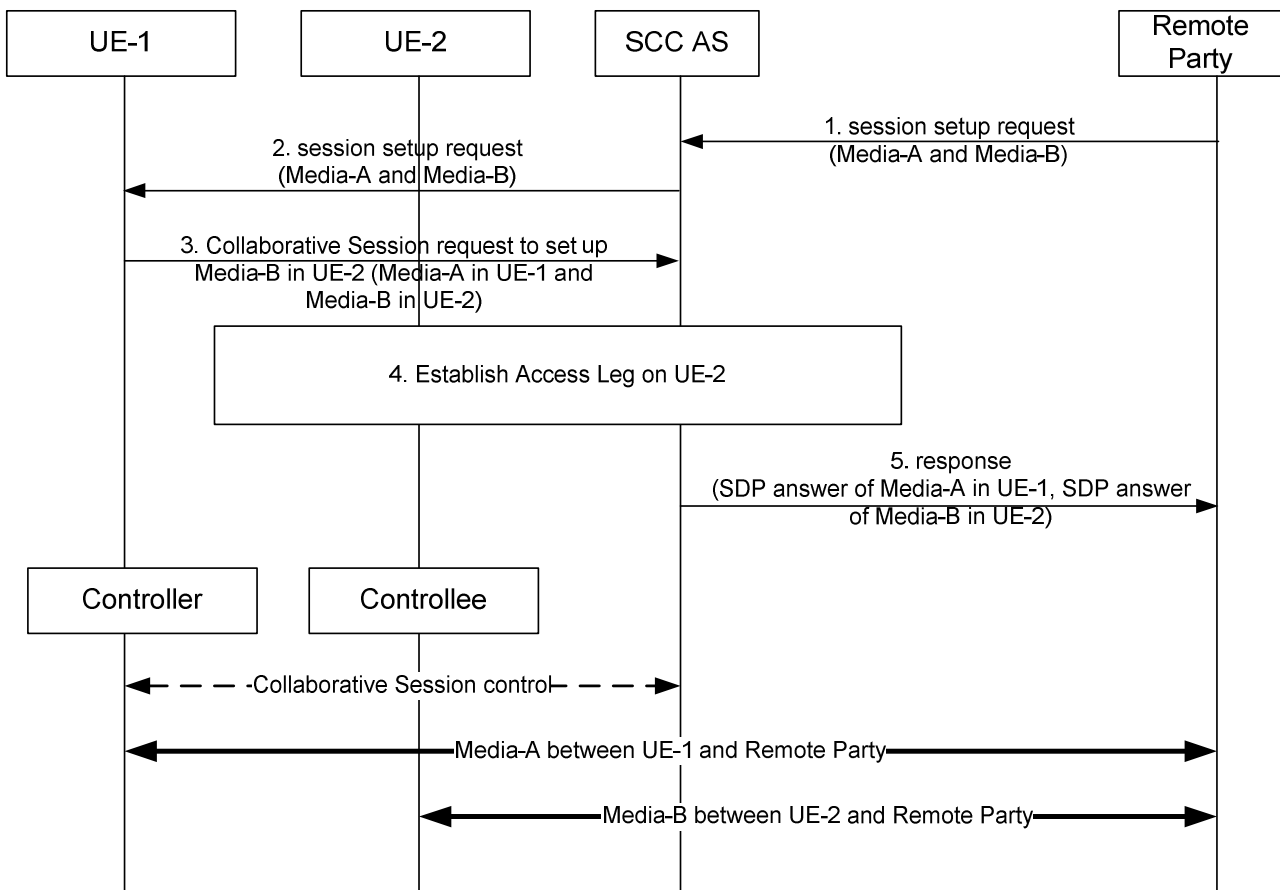 UE-1
UE-2
SCC AS
Remote
Party
1. session setup request
(Media-A and Media-B)
2. session setup request
(Media-A and Media-B)
3. Collaborative Session request to set up
Media-B in UE-2 (Media-A in UE-1 and
Media-B in UE-2)
4. Establish Access Leg on UE-2
5. response
(SDP answer of Media-A in UE-1, SDP answer
of Media-B in UE-2)
Controller
Controllee
Collaborative Session control
Media-A between UE-1 and Remote Party
Media-B between UE-2 and Remote Party